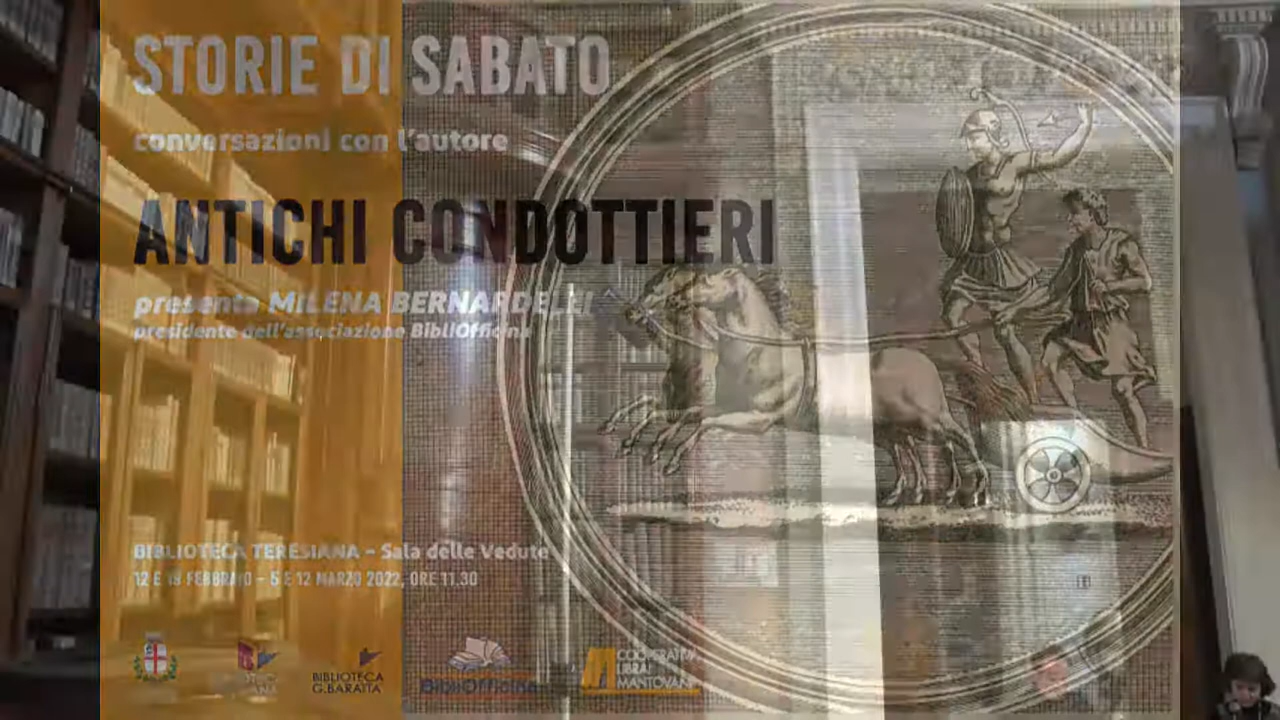 STORIE DI SABATO
conversazioni con l'autore
ANTICHI CONDOTTIERI
presenta MILENA BERNARDELLI
presidente dell'associazione BibliOfficina
BIBLIOTECA TERESIANA – Sala delle Vedute
12 E 19 FEBBRAIO – 5 E 12 MARZO 2022, ORE 11.30
BIBLIOTECA
G.BARATTA
BibliOfficina
COOPERATIVA
LIBRAI
MANTOVANI